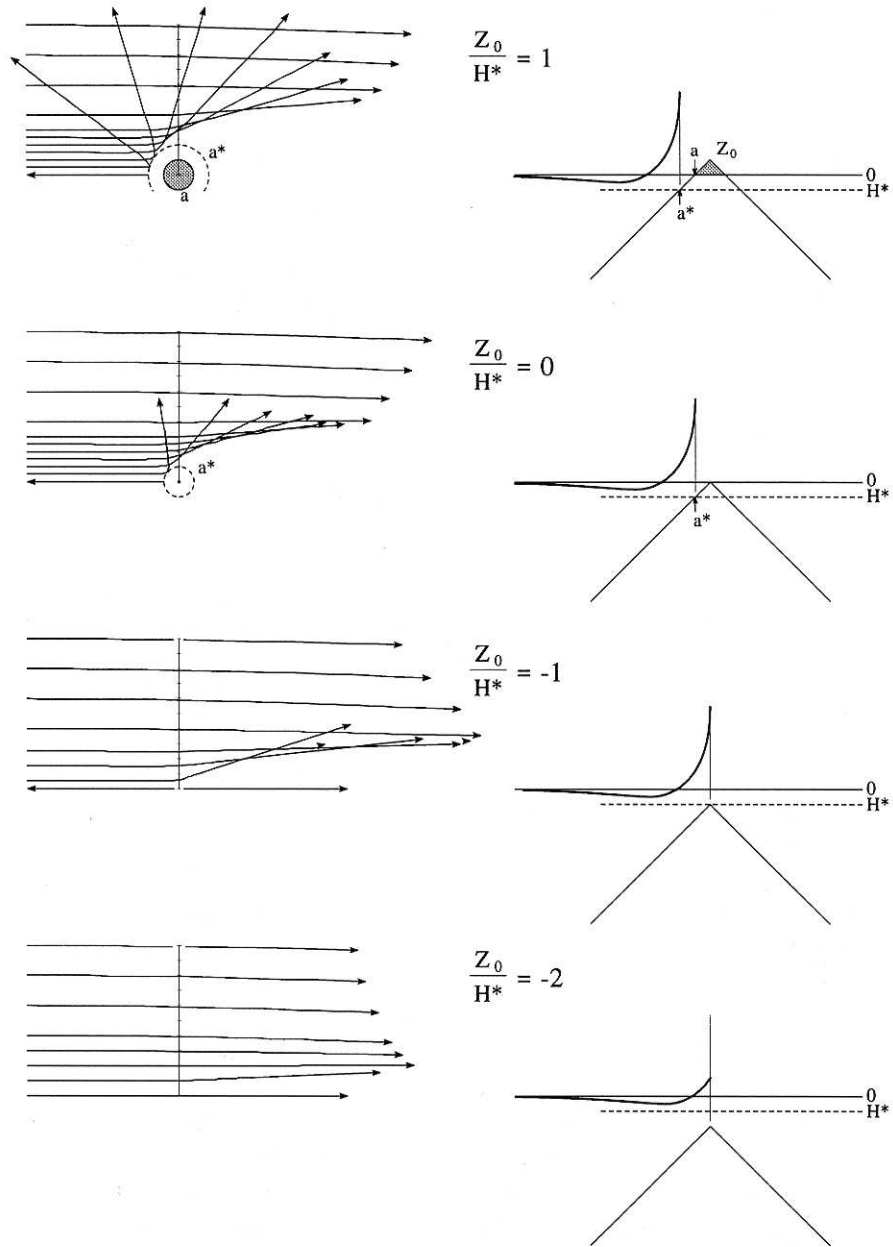 Z₀
H* = 1
a*
a
a
Z₀
0
H*
a*
Z₀
H* = 0
a*
0
H*
a*
Z₀
H* = -1
0
H*
Z₀
H* = -2
0
H*